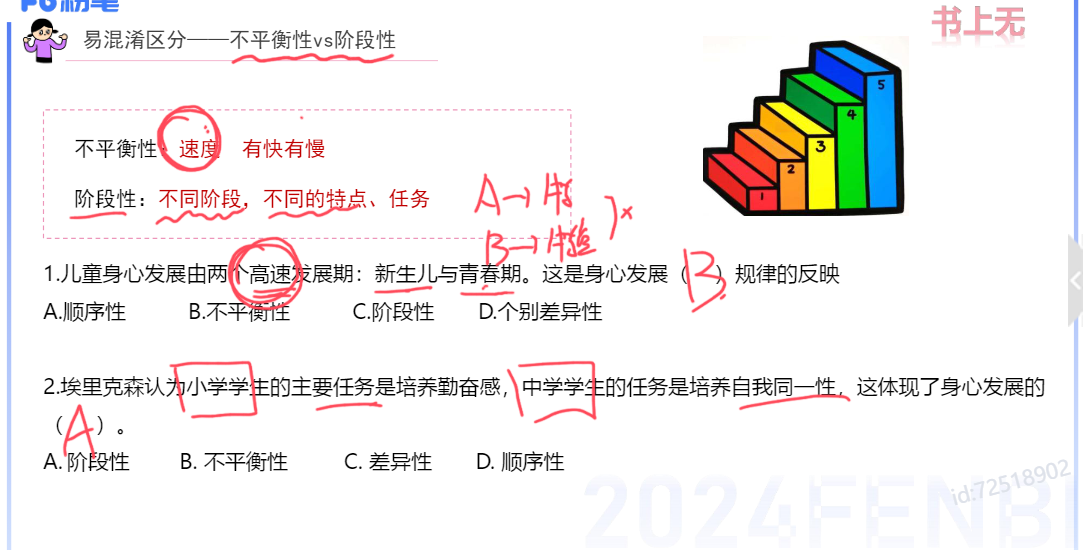 粉笔
书上无
易混淆区分——不平衡性vs阶段性
5
4
3
2
1
不平衡性：速度 有快有慢
阶段性：不同阶段，不同的特点、任务
A→
B→
×
1.儿童身心发展由两个高速发展期：新生儿与青春期。这是身心发展（B）规律的反映
A.顺序性 B.不平衡性 C.阶段性 D.个别差异性
2.埃里克森认为小学学生的主要任务是培养勤奋感，中学学生的任务是培养自我同一性，这体现了身心发展的
（A）。
A. 阶段性 B. 不平衡性 C. 差异性 D. 顺序性
id:72518902
2024FENBI